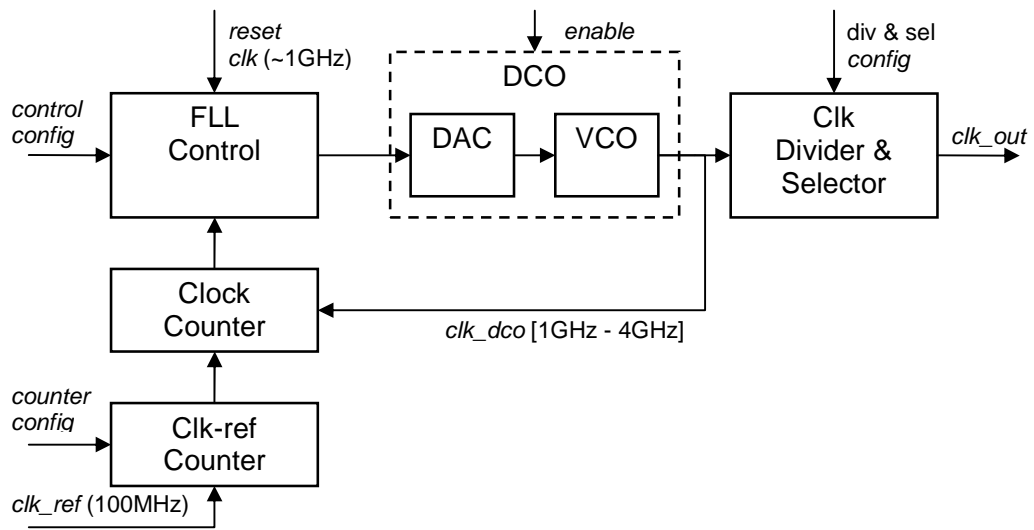 reset
clk (~1GHz)
enable
div & sel
config
control
config
FLL
Control
DCO
DAC
VCO
Clk
Divider &
Selector
clk_out
Clock
Counter
clk_dco [1GHz - 4GHz]
counter
config
Clk-ref
Counter
clk_ref (100MHz)